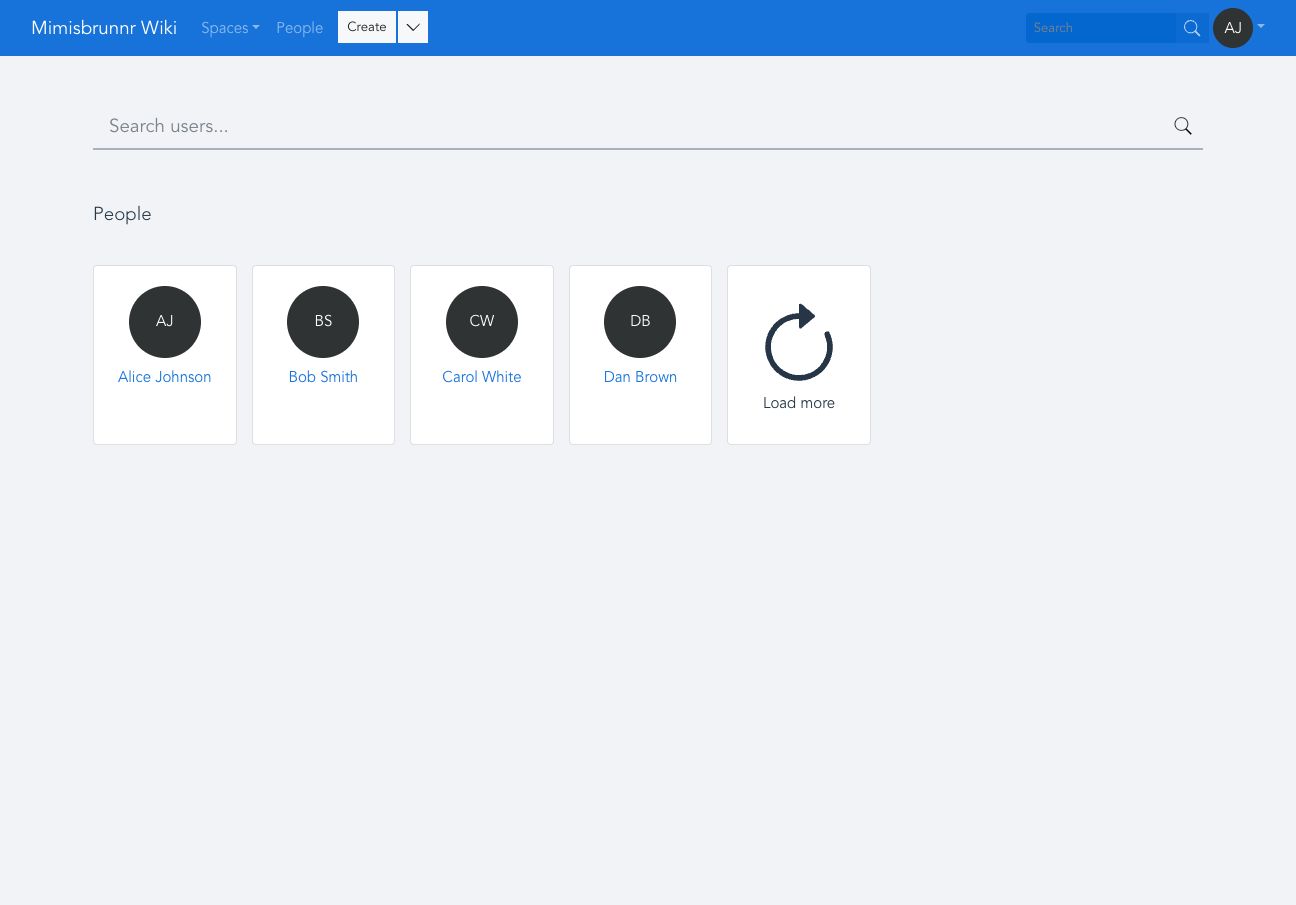 Mimisbrunnr Wiki Spaces People Create Search AJ
Search users...
People
AJ BS CW DB
Alice Johnson Bob Smith Carol White Dan Brown
Load more